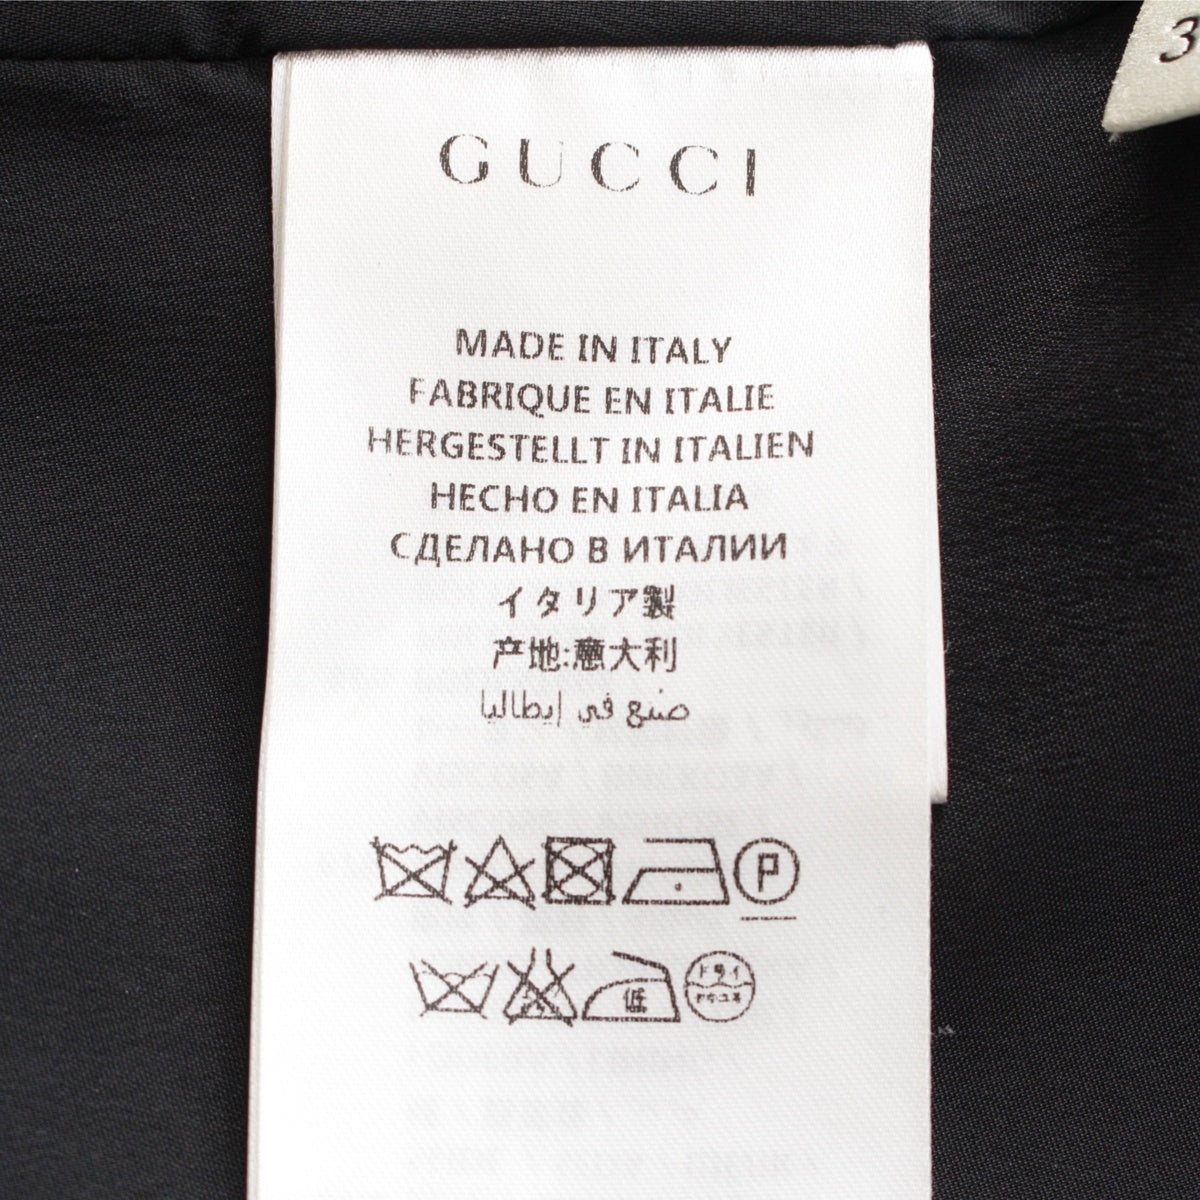 3
GUCCI
MADE IN ITALY
FABRIQUE EN ITALIE
HERGESTELLT IN ITALIEN
HECHO EN ITALIA
СДЕЛАНО В ИТАЛИИ
イタリア製
产地:意大利
صنع في إيطاليا
P
低
ドライ